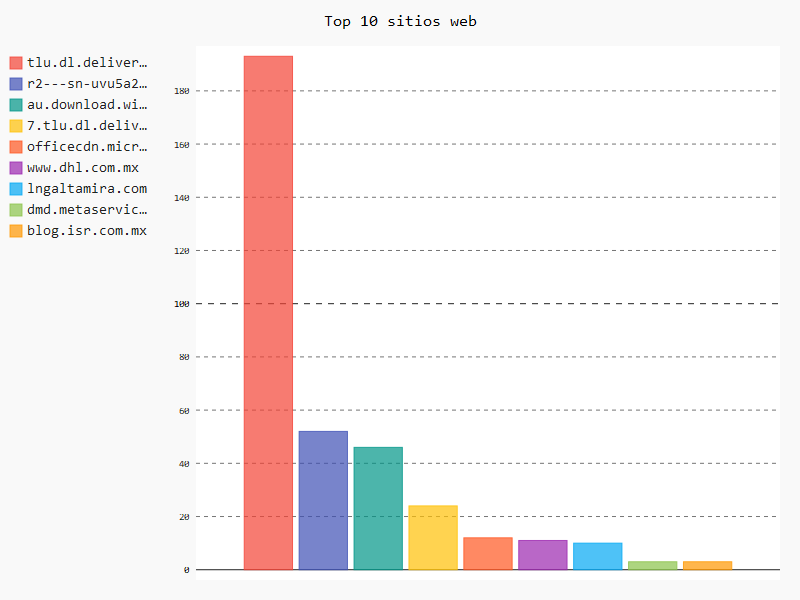 Top 10 sitios web
tlu.dl.deliver…
r2---sn-uvu5a2…
au.download.wi…
7.tlu.dl.deliv…
officecdn.micr…
www.dhl.com.mx
lngaltamira.com
dmd.metaservic…
blog.isr.com.mx
180
160
140
120
100
80
60
40
20
0